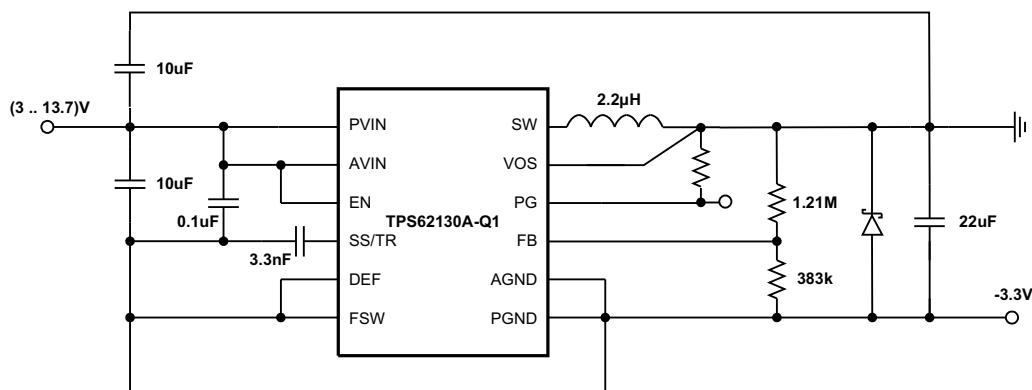 10uF
2.2µH
(3 .. 13.7)V
PVIN
SW
AVIN
VOS
10uF
EN
PG
1.21M
0.1uF
TPS62130A-Q1
22uF
SS/TR
FB
3.3nF
DEF
AGND
383k
-3.3V
FSW
PGND